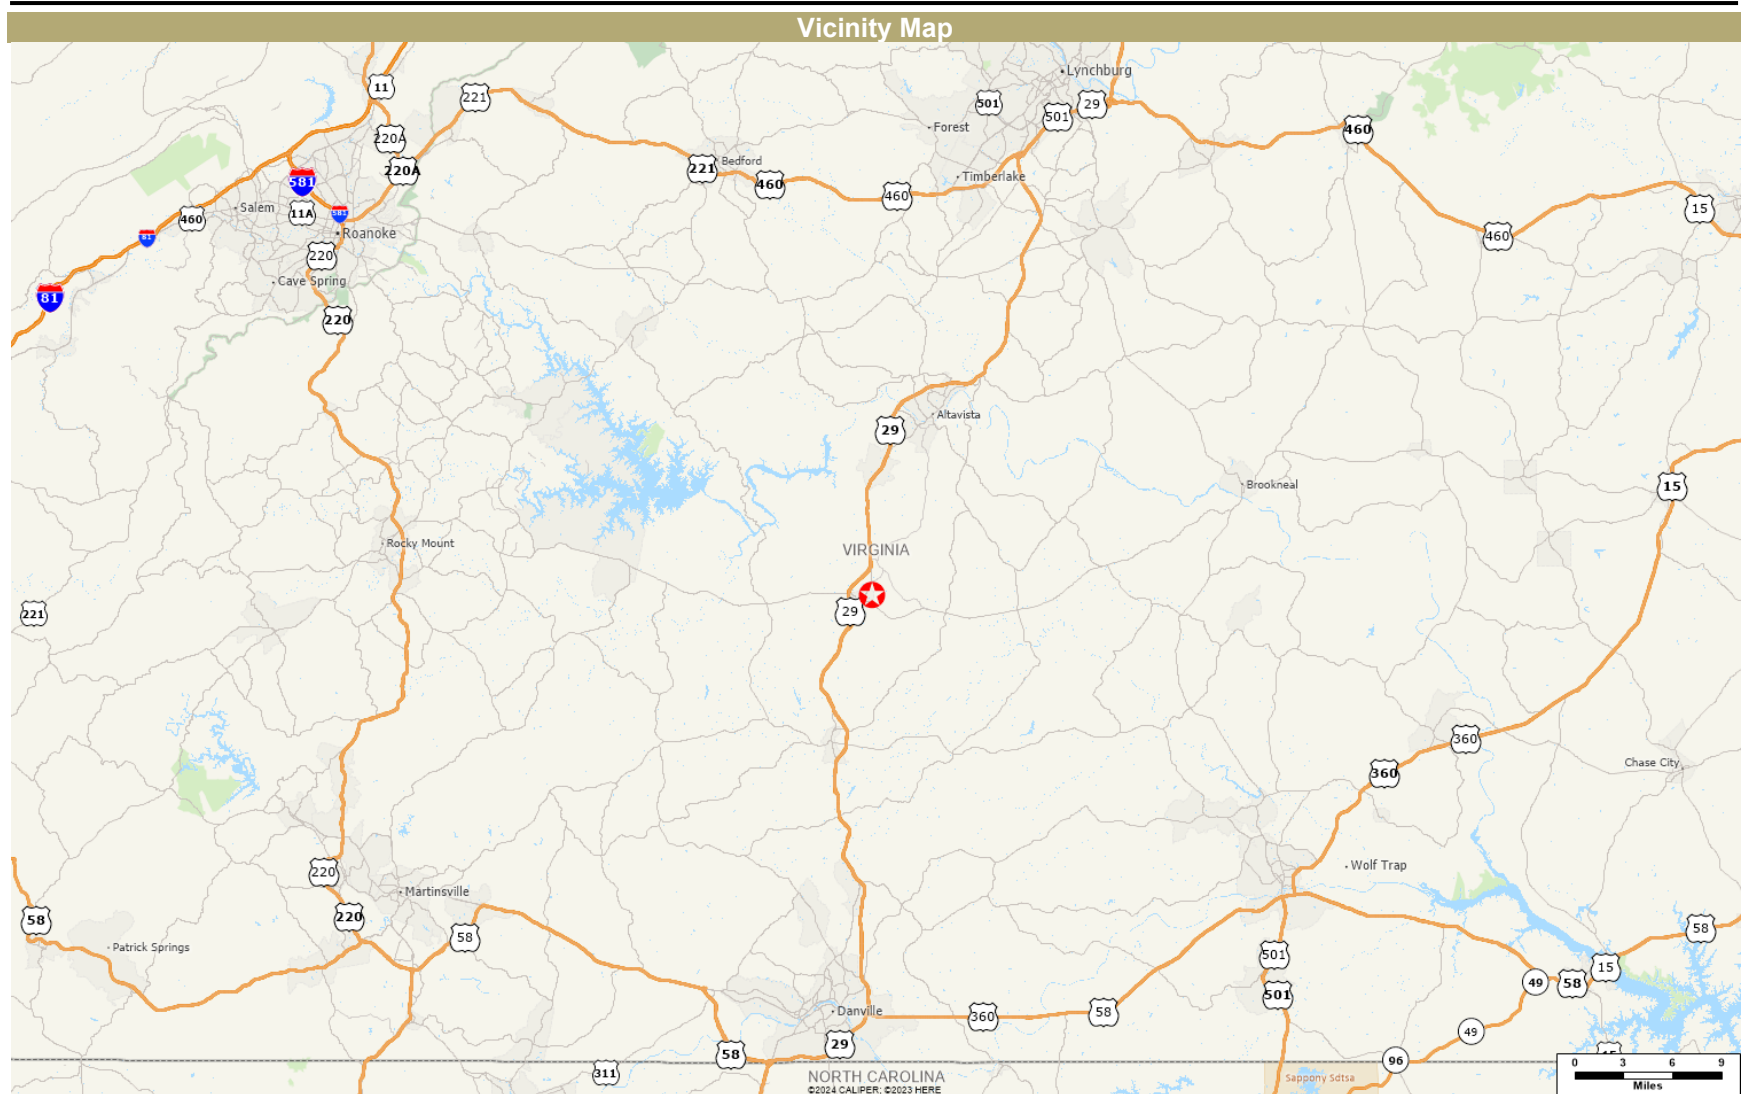 Vicinity Map
Lynchburg
11
221
501
29
501
220A
Forest
460
220A
221
Bedford
460
Timberlake
460
581
Salem
11A
581
460
15
460
Roanoke
81
220
Cave Spring
81
220
Altavista
29
Brookneal
15
Rocky Mount
VIRGINIA
29
221
360
Chase City
360
Wolf Trap
220
Martinsville
220
58
58
Patrick Springs
58
501
15
49
58
501
Danville
360
58
49
29
58
96
311
NORTH CAROLINA
©2024 CALIPER; ©2023 HERE
Sappony Sdtsa
0 3 6 9
Miles